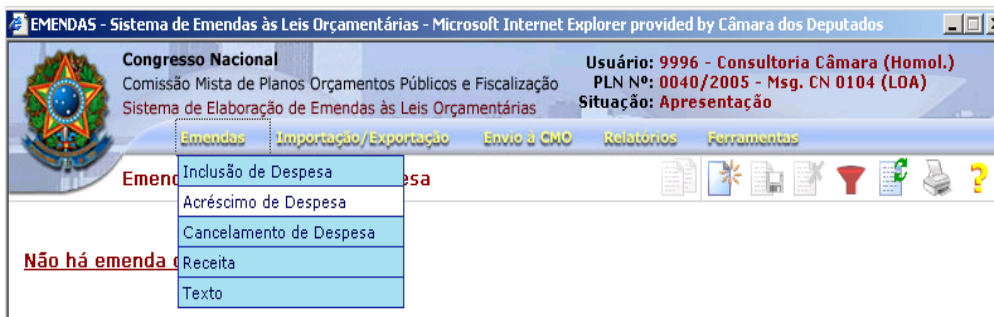 EMENDAS - Sistema de Emendas às Leis Orçamentárias - Microsoft Internet Explorer provided by Câmara dos Deputados
Congresso Nacional
Comissão Mista de Planos Orçamentos Públicos e Fiscalização
Sistema de Elaboração de Emendas às Leis Orçamentárias
Usuário: 9996 - Consultoria Câmara (Homol.)
PLN Nº: 0040/2005 - Msg. CN 0104 (LOA)
Situação: Apresentação
Emendas Importação/Exportação Envio à CMO Relatórios Ferramentas
Emend esa
Inclusão de Despesa
Acréscimo de Despesa
Cancelamento de Despesa
Receita
Texto
Não há emenda